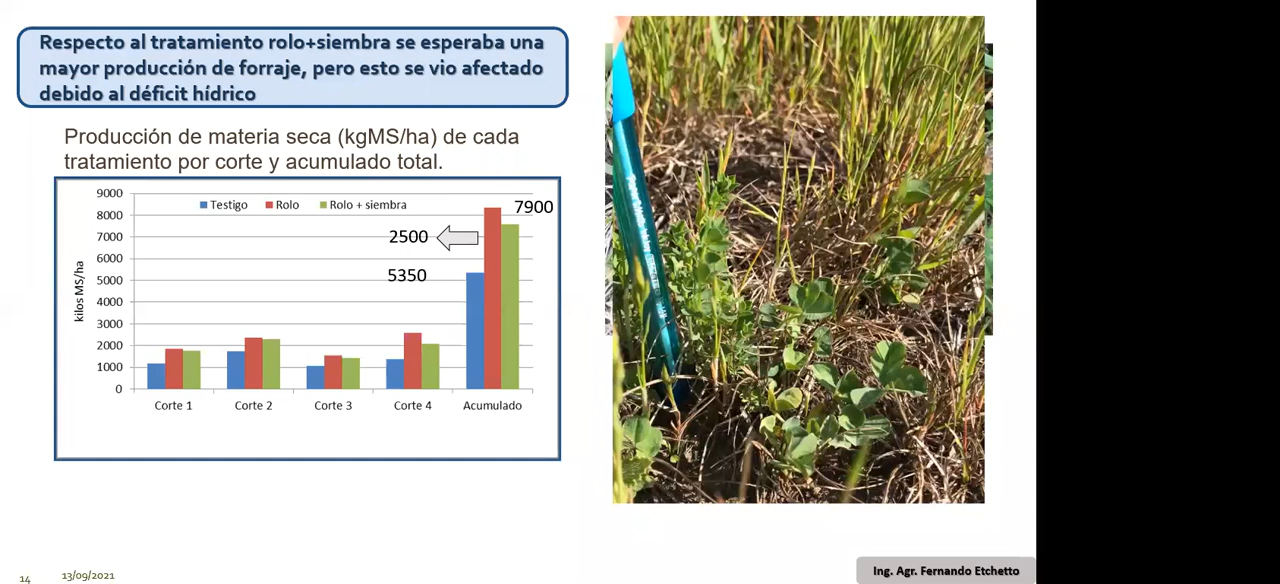 Respecto al tratamiento rolo+siembra se esperaba una
mayor producción de forraje, pero esto se vio afectado
debido al déficit hídrico
Producción de materia seca (kgMS/ha) de cada
tratamiento por corte y acumulado total.
9000
8000
7000
6000
5000
4000
3000
2000
1000
0
kilos MS/ha
Testigo Rolo Rolo + siembra
7900
2500
5350
Corte 1 Corte 2 Corte 3 Corte 4 Acumulado
14 13/09/2021
Ing. Agr. Fernando Etchetto